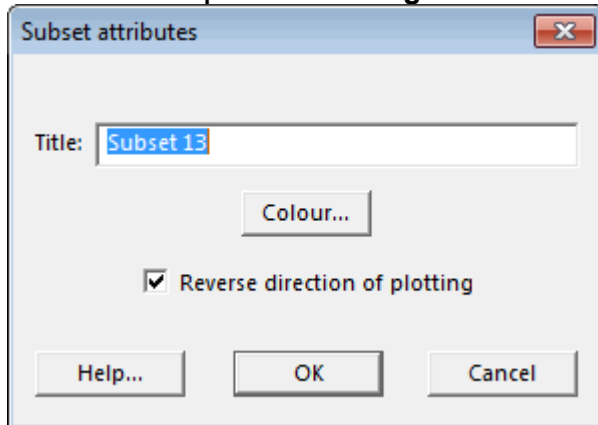 Subset attributes
Title: Subset 13
Colour...
Reverse direction of plotting
Help... OK Cancel